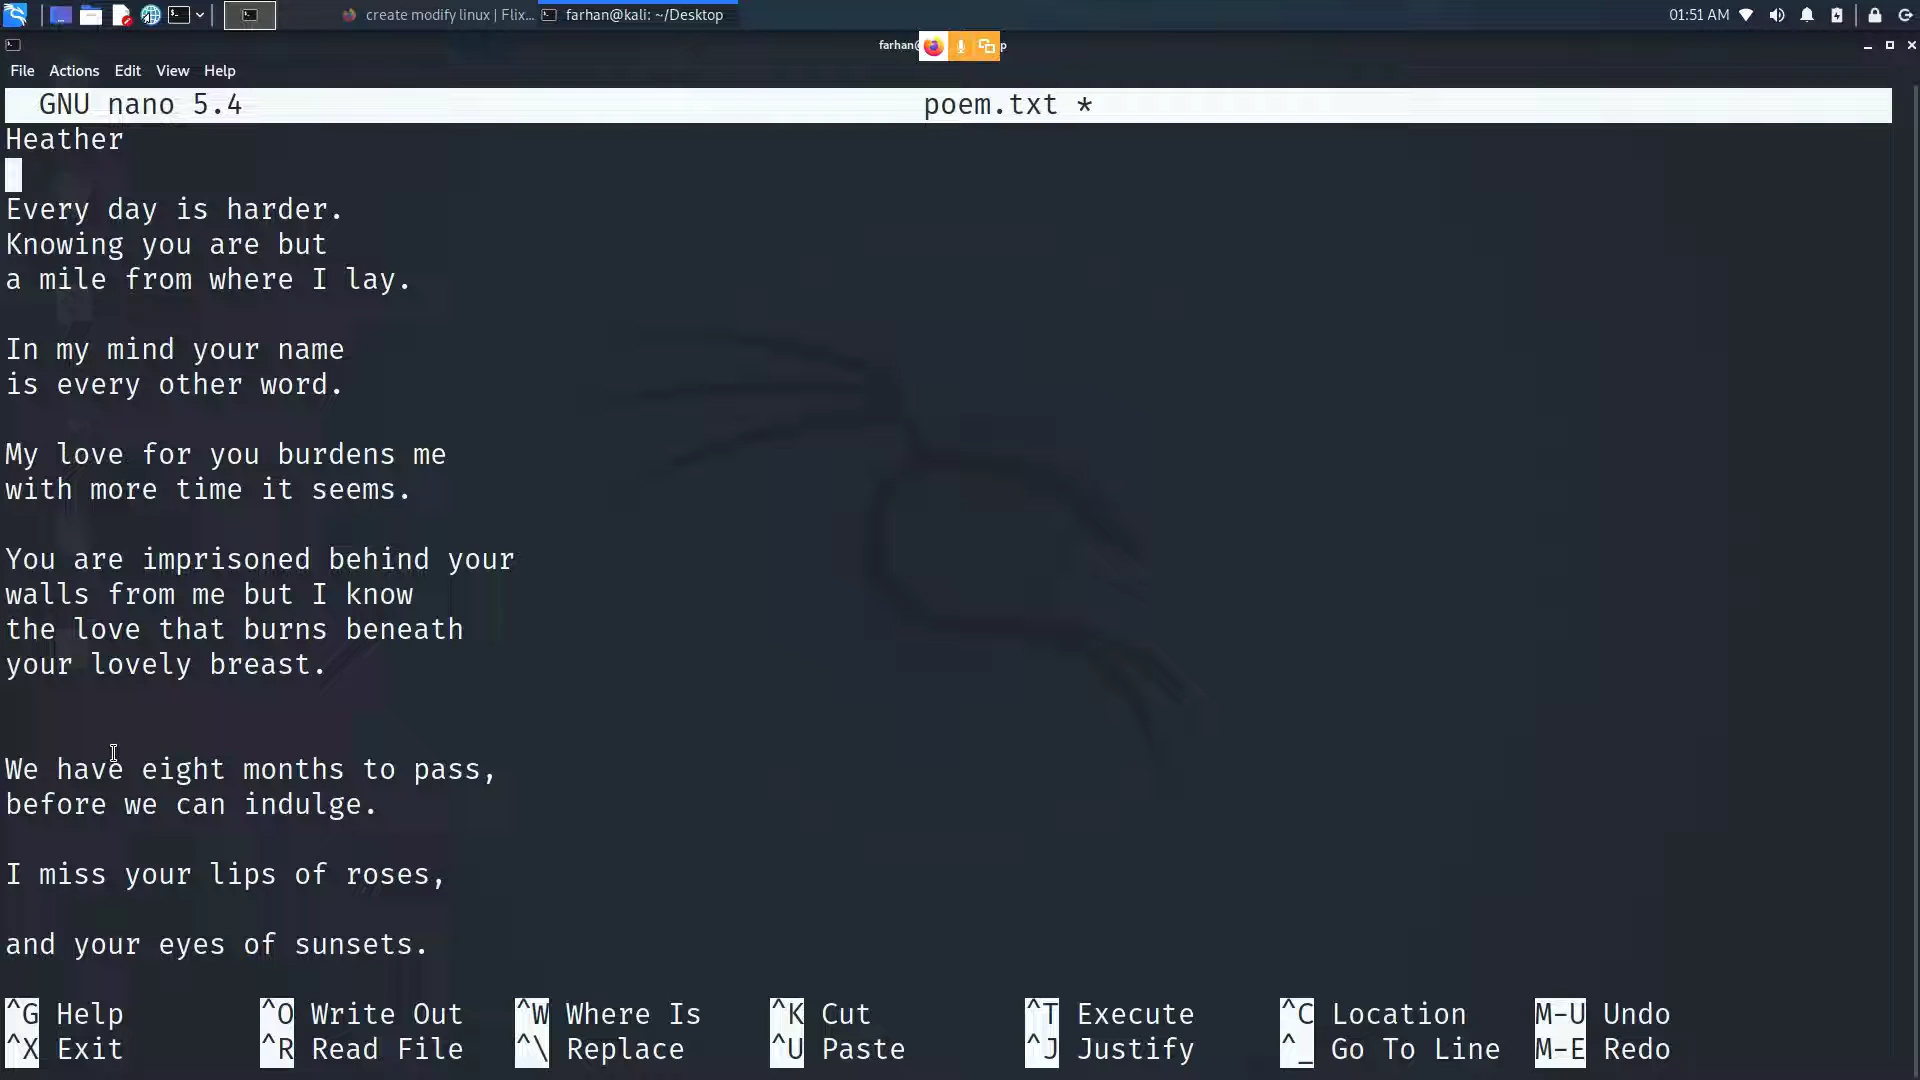 create modify linux | Flix...
farhan@kali: ~/Desktop
01:51 AM
farhan@
p
File Actions Edit View Help
GNU nano 5.4 poem.txt *
Heather
Every day is harder.
Knowing you are but
a mile from where I lay.
In my mind your name
is every other word.
My love for you burdens me
with more time it seems.
You are imprisoned behind your
walls from me but I know
the love that burns beneath
your lovely breast.
We have eight months to pass,
before we can indulge.
I miss your lips of roses,
and your eyes of sunsets.
^G Help ^O Write Out ^W Where Is ^K Cut ^T Execute ^C Location M-U Undo
^X Exit ^R Read File ^\ Replace ^U Paste ^J Justify ^_ Go To Line M-E Redo